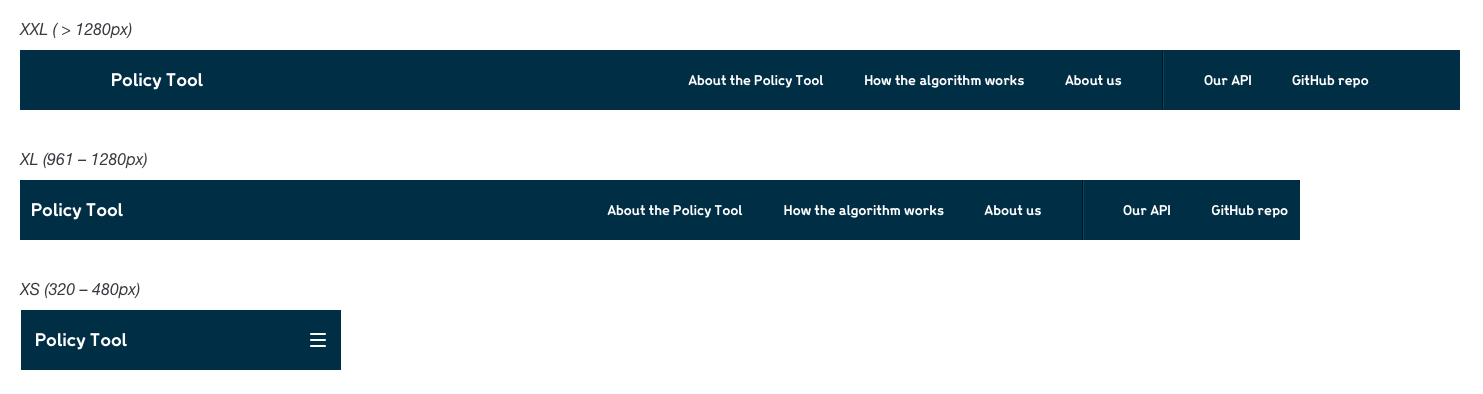 XXL ( > 1280px)
Policy Tool About the Policy Tool How the algorithm works About us Our API GitHub repo
XL (961 – 1280px)
Policy Tool About the Policy Tool How the algorithm works About us Our API GitHub repo
XS (320 – 480px)
Policy Tool